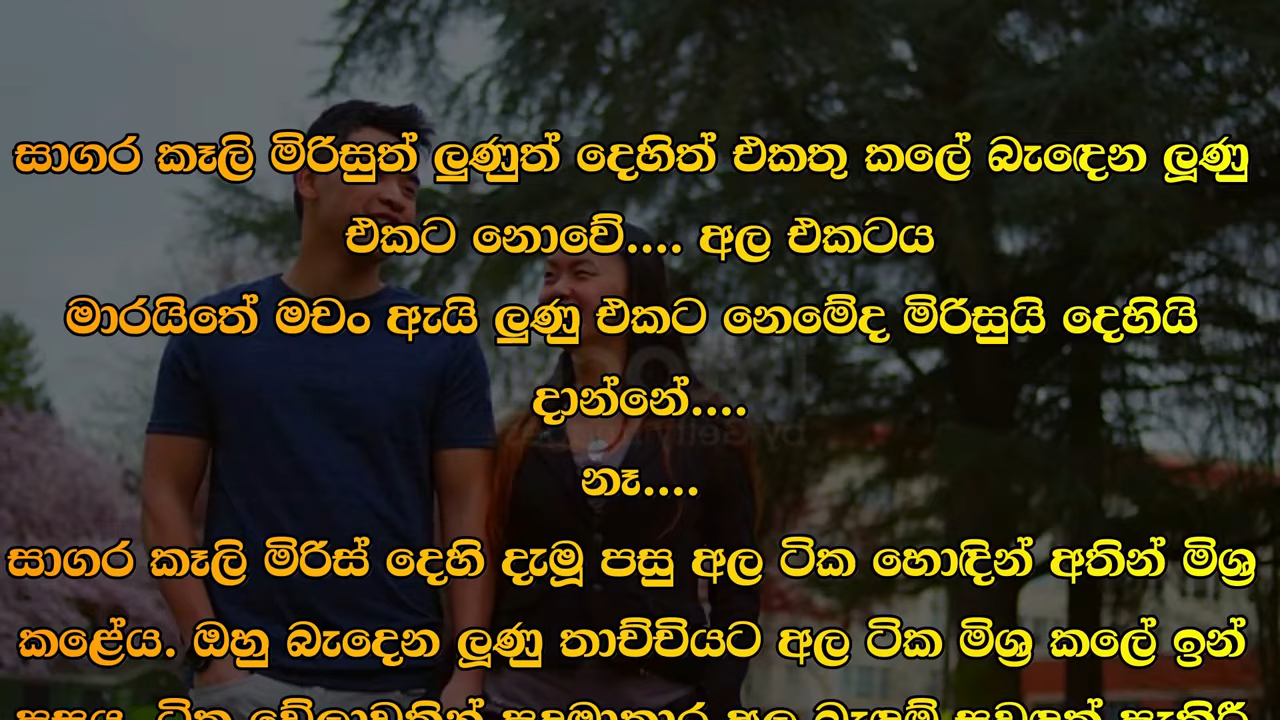 සාගර කෑලි මිරිසුත් ලුණුත් දෙහිත් එකතු කලේ බැඳෙන ලූණු
එකට නොවේ.... අල එකටය
මාරයිතේ මචං ඇයි ලුණු එකට නෙමේද මිරිසුයි දෙහියි
දාන්නේ....
නෑ....
සාගර කෑලි මිරිස් දෙහි දැමූ පසු අල ටික හොඳින් අතින් මිශ්‍ර
කළේය. ඔහු බැදෙන ලූණු තාච්චියට අල ටික මිශ්‍ර කලේ ඉන්